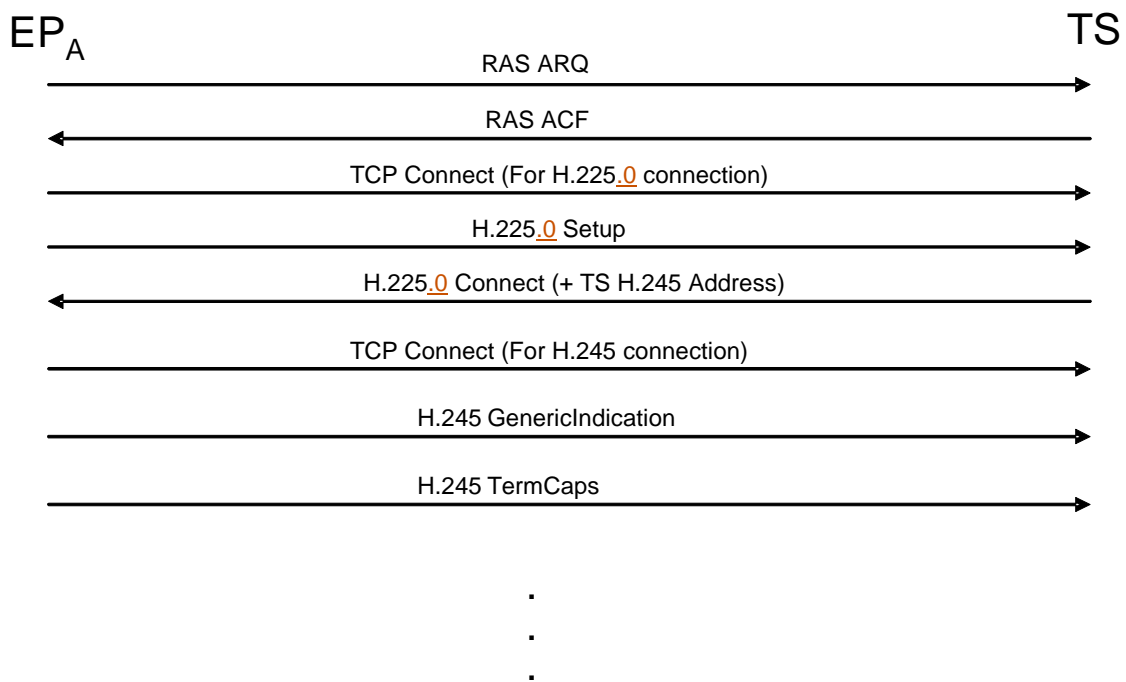 EPA TS
RAS ARQ
RAS ACF
TCP Connect (For H.225.0 connection)
H.225.0 Setup
H.225.0 Connect (+ TS H.245 Address)
TCP Connect (For H.245 connection)
H.245 GenericIndication
H.245 TermCaps
.
.
.